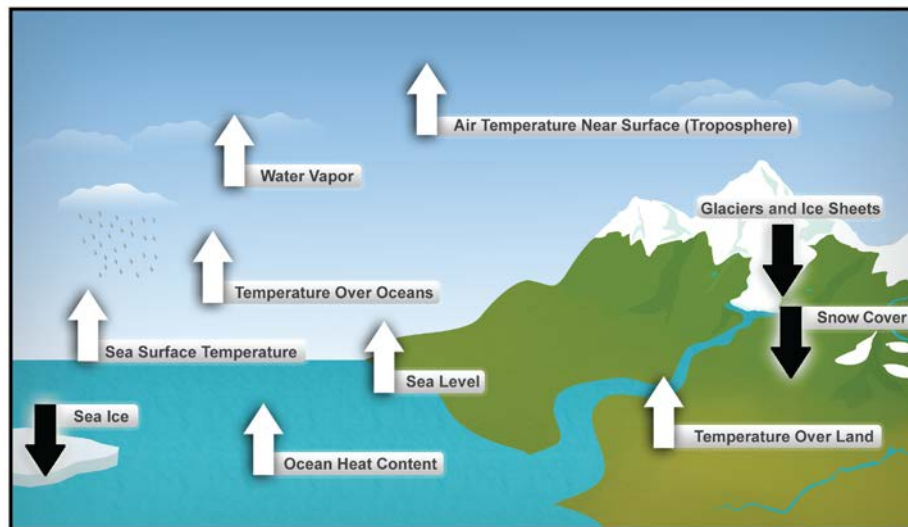 Air Temperature Near Surface (Troposphere)
Water Vapor
Glaciers and Ice Sheets
Temperature Over Oceans
Snow Cover
Sea Surface Temperature
Sea Level
Sea Ice
Temperature Over Land
Ocean Heat Content